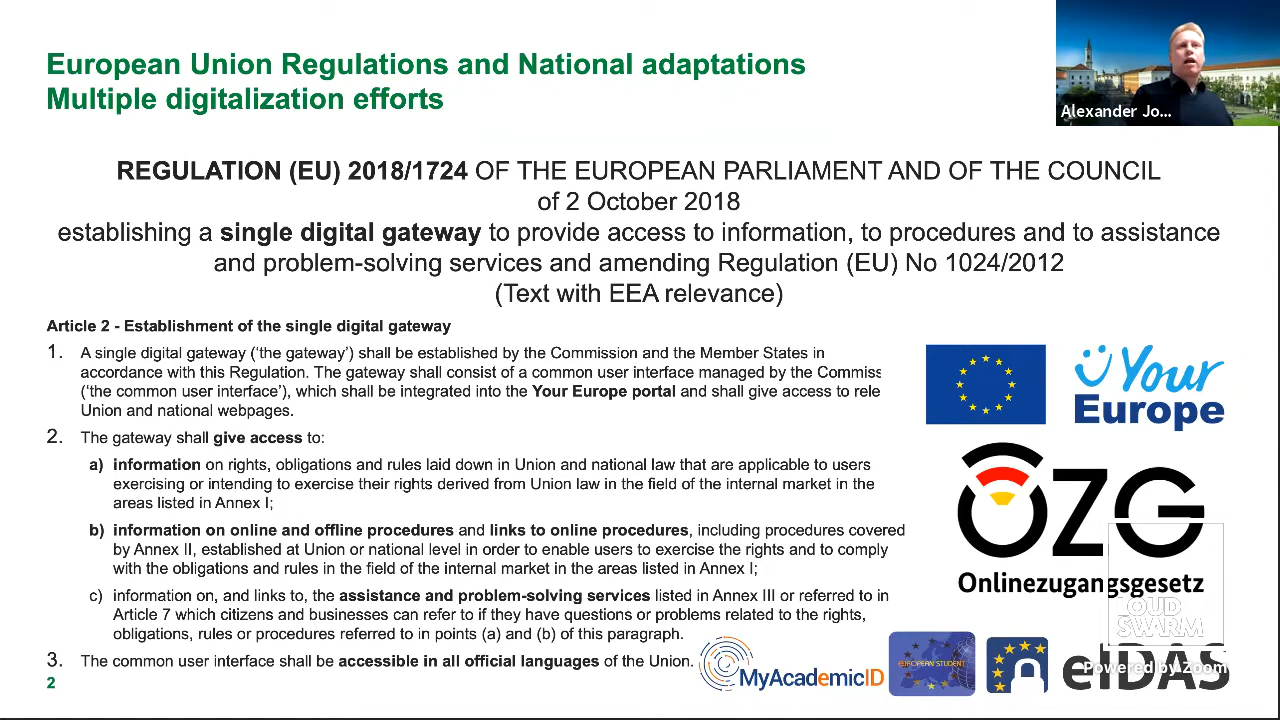 European Union Regulations and National adaptations
Multiple digitalization efforts
Alexander Jo...
REGULATION (EU) 2018/1724 OF THE EUROPEAN PARLIAMENT AND OF THE COUNCIL
of 2 October 2018
establishing a single digital gateway to provide access to information, to procedures and to assistance
and problem-solving services and amending Regulation (EU) No 1024/2012
(Text with EEA relevance)
Article 2 - Establishment of the single digital gateway
1. A single digital gateway (‘the gateway’) shall be established by the Commission and the Member States in
accordance with this Regulation. The gateway shall consist of a common user interface managed by the Commiss
(‘the common user interface’), which shall be integrated into the Your Europe portal and shall give access to rele
Union and national webpages.
2. The gateway shall give access to:
a) information on rights, obligations and rules laid down in Union and national law that are applicable to users
exercising or intending to exercise their rights derived from Union law in the field of the internal market in the
areas listed in Annex I;
b) information on online and offline procedures and links to online procedures, including procedures covered
by Annex II, established at Union or national level in order to enable users to exercise the rights and to comply
with the obligations and rules in the field of the internal market in the areas listed in Annex I;
c) information on, and links to, the assistance and problem-solving services listed in Annex III or referred to in
Article 7 which citizens and businesses can refer to if they have questions or problems related to the rights,
obligations, rules or procedures referred to in points (a) and (b) of this paragraph.
3. The common user interface shall be accessible in all official languages of the Union.
2
Your
Europe
OZG
Onlinezugangsgesetz
LOUD
SWARM
MyAcademicID
EUROPEAN STUDENT
eIDAS
Powered by Zoom